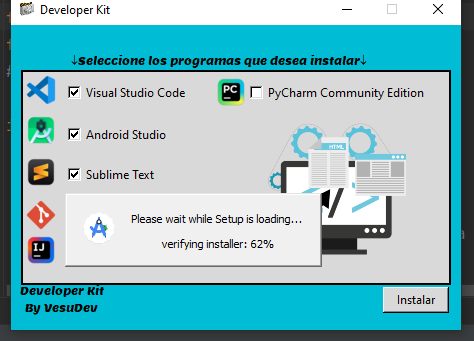 Developer Kit
↓Seleccione los programas que desea instalar↓
Visual Studio Code
PC
PyCharm Community Edition
Android Studio
HTML
Sublime Text
Please wait while Setup is loading...
verifying installer: 62%
IJ
Developer Kit
By VesuDev
Instalar